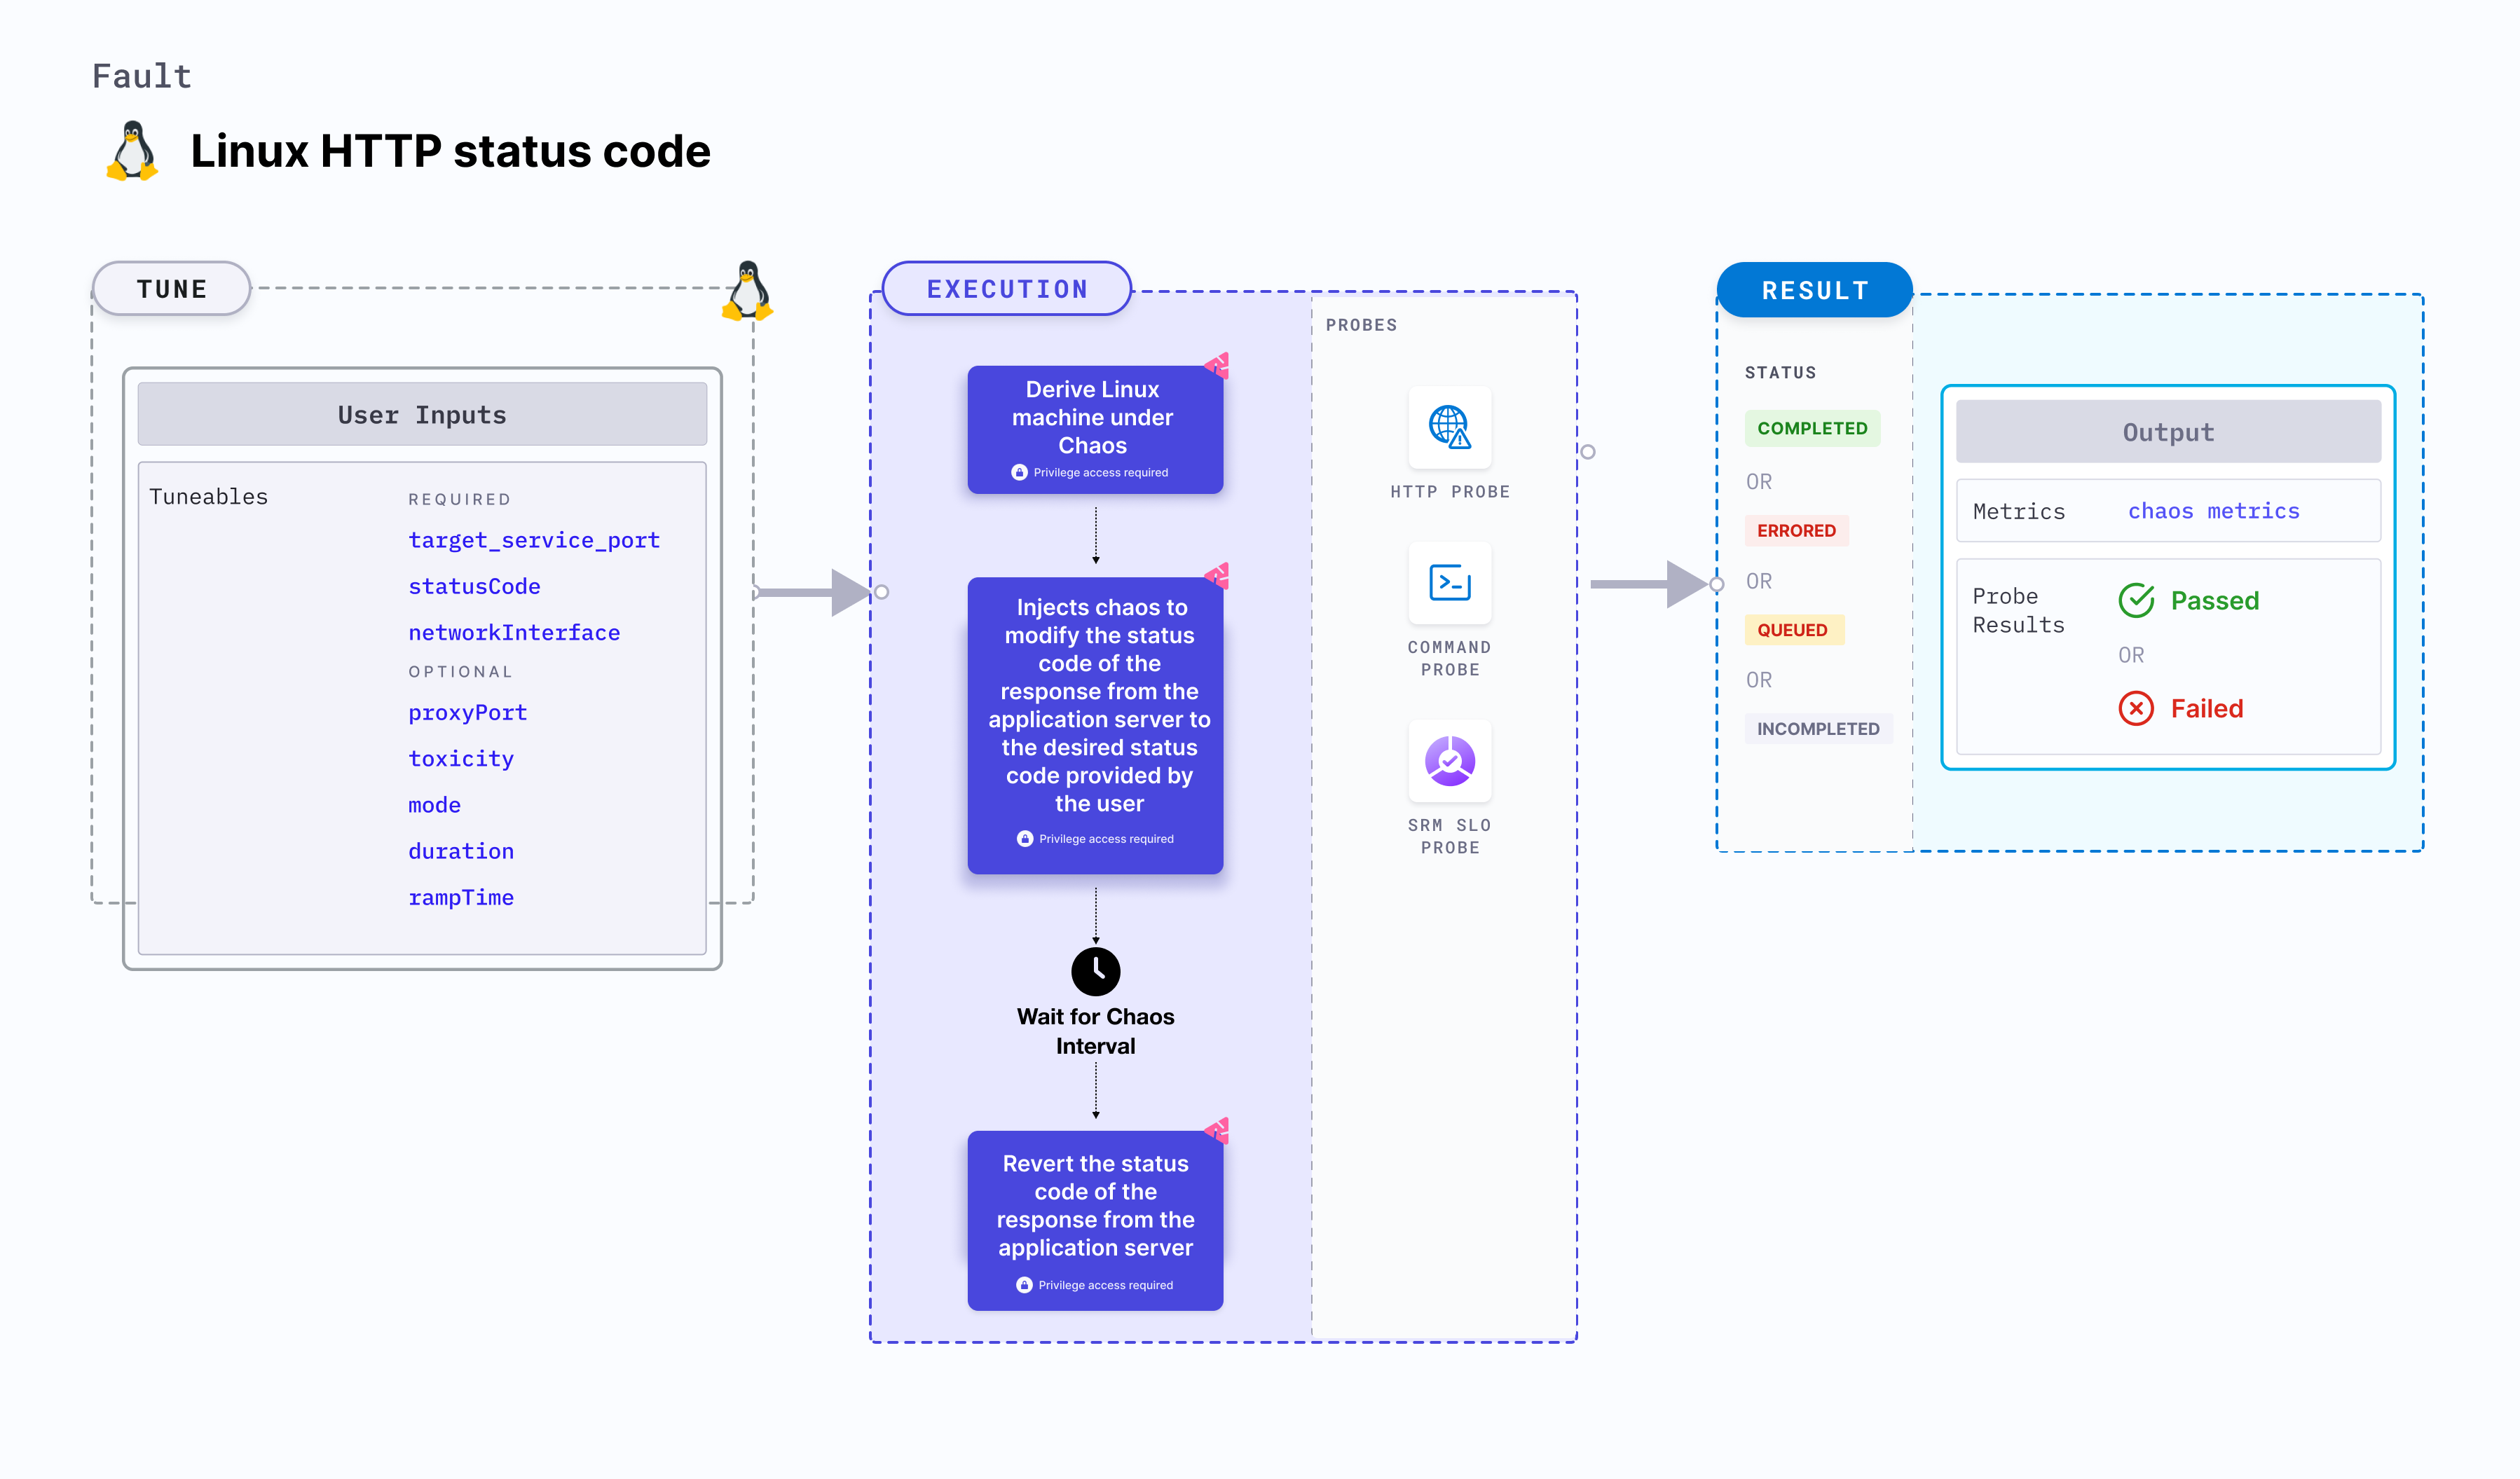 Fault
Linux HTTP status code
TUNE
User Inputs
Tuneables
REQUIRED
target_service_port
statusCode
networkInterface
OPTIONAL
proxyPort
toxicity
mode
duration
rampTime
EXECUTION
Derive Linux
machine under
Chaos
Privilege access required
Injects chaos to
modify the status
code of the
response from the
application server to
the desired status
code provided by
the user
Privilege access required
Wait for Chaos
Interval
Revert the status
code of the
response from the
application server
Privilege access required
PROBES
HTTP PROBE
COMMAND
PROBE
SRM SLO
PROBE
RESULT
STATUS
COMPLETED
OR
ERRORED
OR
QUEUED
OR
INCOMPLETED
Output
Metrics
chaos metrics
Probe
Results
Passed
OR
Failed